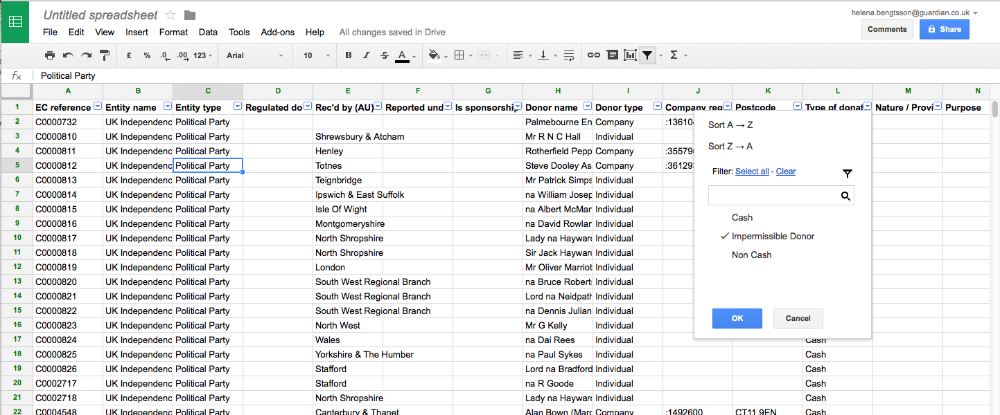 Untitled spreadsheet
helena.bengtsson@guardian.co.uk
File Edit View Insert Format Data Tools Add-ons Help All changes saved in Drive
Comments Share
£ % .0 .00 123 Arial 10 B I S A Σ
fx Political Party
A B C D E F G H I J K L M N
1 EC reference Entity name Entity type Regulated do Rec'd by (AU) Reported und Is sponsorship Donor name Donor type Company reg Postcode Type of donat Nature / Provi Purpose
2 C0000732 UK Independenc Political Party Palmebourne En Company :13610
3 C0000810 UK Independenc Political Party Shrewsbury & Atcham Mr R N C Hall Individual
4 C0000811 UK Independenc Political Party Henley Rotherfield Pepp Company :35579
5 C0000812 UK Independenc Political Party Totnes Steve Dooley As Company :36129
6 C0000813 UK Independenc Political Party Teignbridge Mr Patrick Simps Individual
7 C0000814 UK Independenc Political Party Ipswich & East Suffolk na William Josep Individual
8 C0000815 UK Independenc Political Party Isle Of Wight na Albert McMar Individual
9 C0000816 UK Independenc Political Party Montgomeryshire na David Rowlar Individual
10 C0000817 UK Independenc Political Party North Shropshire Lady na Hayward Individual
11 C0000818 UK Independenc Political Party North Shropshire Sir Jack Hayward Individual
12 C0000819 UK Independenc Political Party London Mr Oliver Marriot Individual
13 C0000820 UK Independenc Political Party South West Regional Branch na Bruce Robert Individual
14 C0000821 UK Independenc Political Party South West Regional Branch Lord na Neidpath Individual
15 C0000822 UK Independenc Political Party South West Regional Branch na Dennis Julian Individual
16 C0000823 UK Independenc Political Party North West Mr G Kelly Individual
17 C0000824 UK Independenc Political Party Wales na Dai Rees Individual Cash
18 C0000825 UK Independenc Political Party Yorkshire & The Humber na Paul Sykes Individual Cash
19 C0000826 UK Independenc Political Party Stafford Lord na Bradford Individual Cash
20 C0002717 UK Independenc Political Party Stafford na R Goode Individual Cash
21 C0002718 UK Independenc Political Party North Shropshire Lady na Hayward Individual Cash
22 C0004548 UK Independenc Political Party Canterbury & Thanet Alan Bown (Marc Company :1492600 CT11 9EN Cash
Sort A → Z
Sort Z → A
Filter: Select all - Clear
Cash
Impermissible Donor
Non Cash
OK Cancel